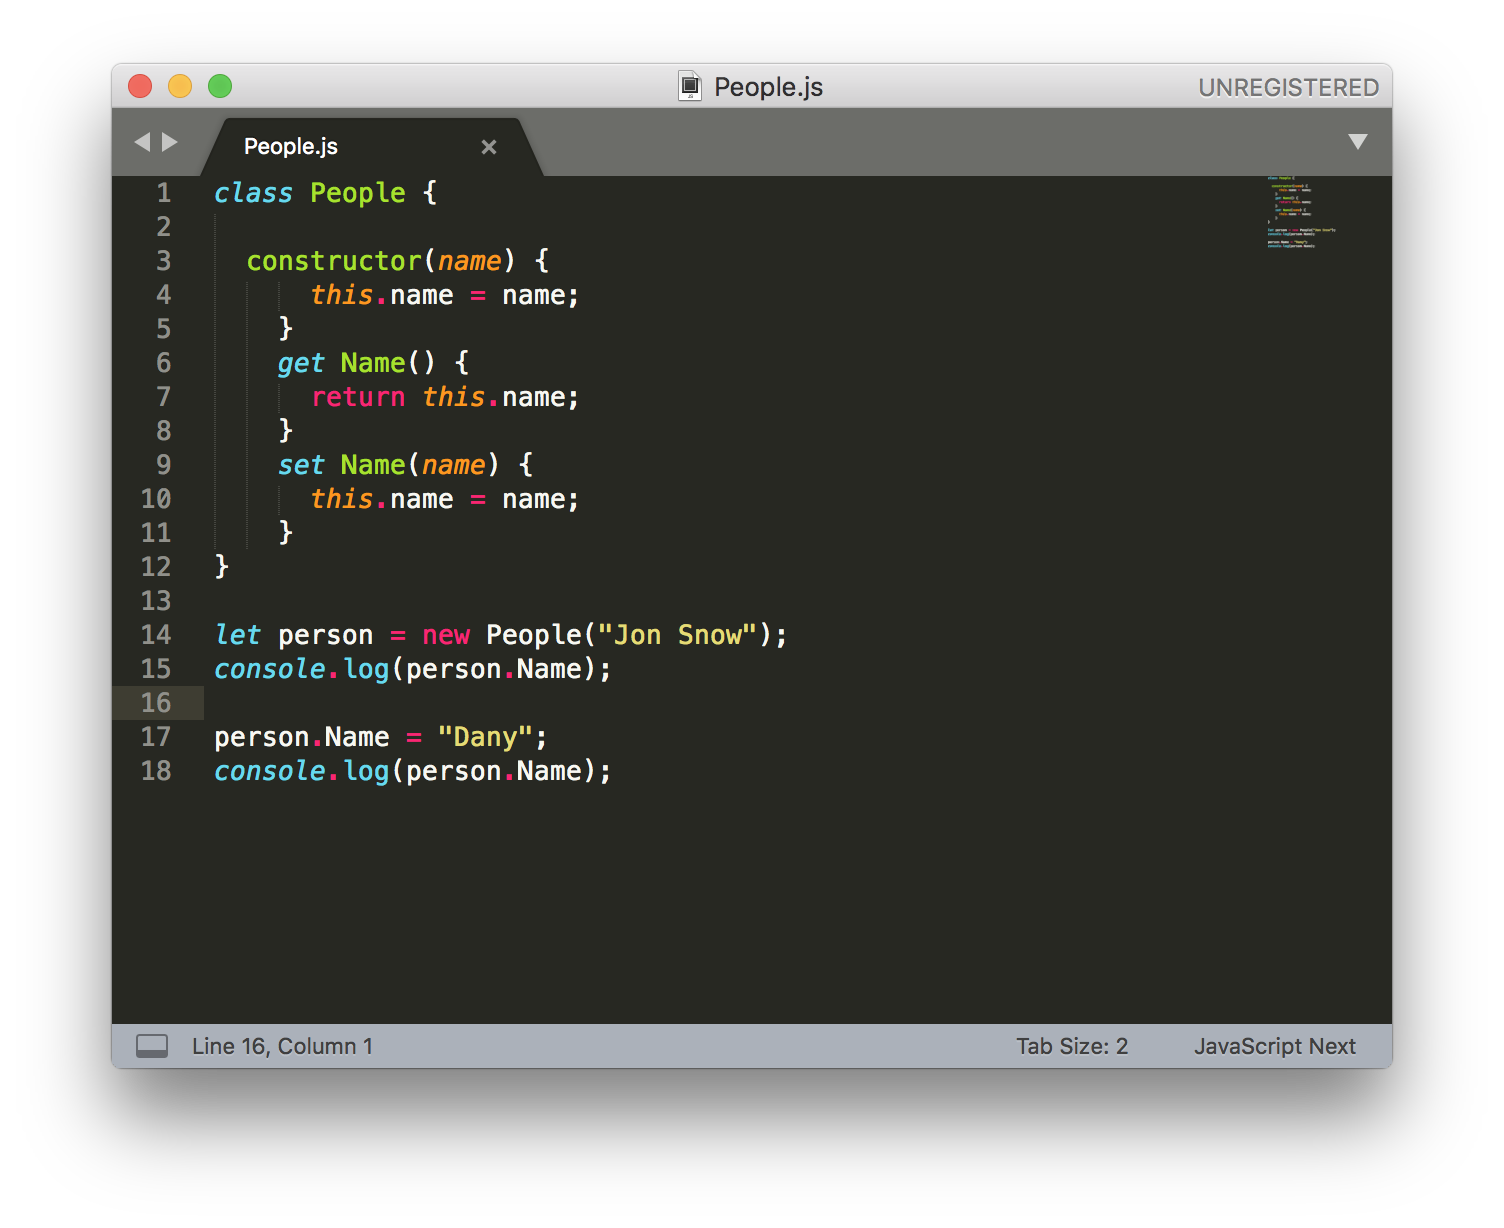 People.js
UNREGISTERED
People.js ×
1 class People {
2
3   constructor(name) {
4       this.name = name;
5     }
6     get Name() {
7       return this.name;
8     }
9     set Name(name) {
10       this.name = name;
11     }
12 }
13
14 let person = new People("Jon Snow");
15 console.log(person.Name);
16
17 person.Name = "Dany";
18 console.log(person.Name);
Line 16, Column 1
Tab Size: 2
JavaScript Next